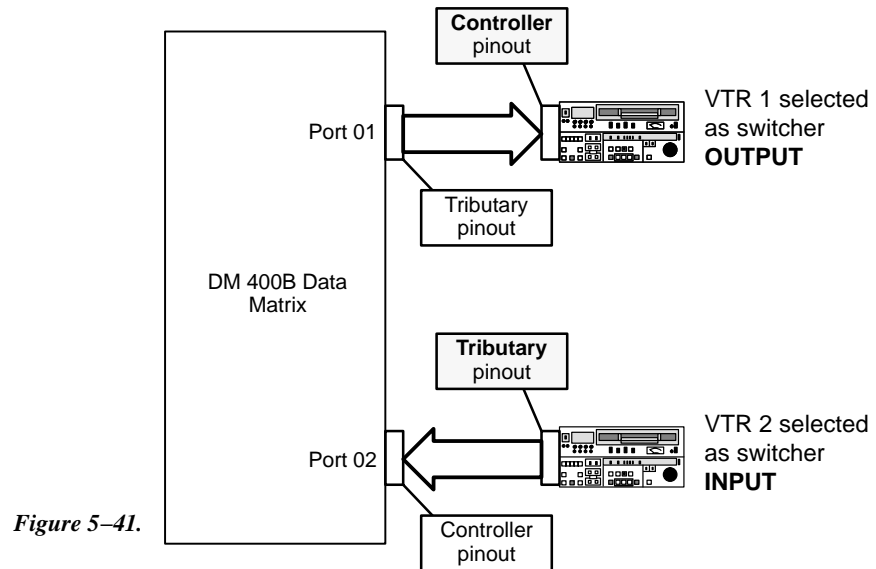 Controller
pinout
VTR 1 selected
as switcher
OUTPUT
Port 01
Tributary
pinout
DM 400B Data
Matrix
Tributary
pinout
VTR 2 selected
as switcher
INPUT
Port 02
Figure 5–41.
Controller
pinout